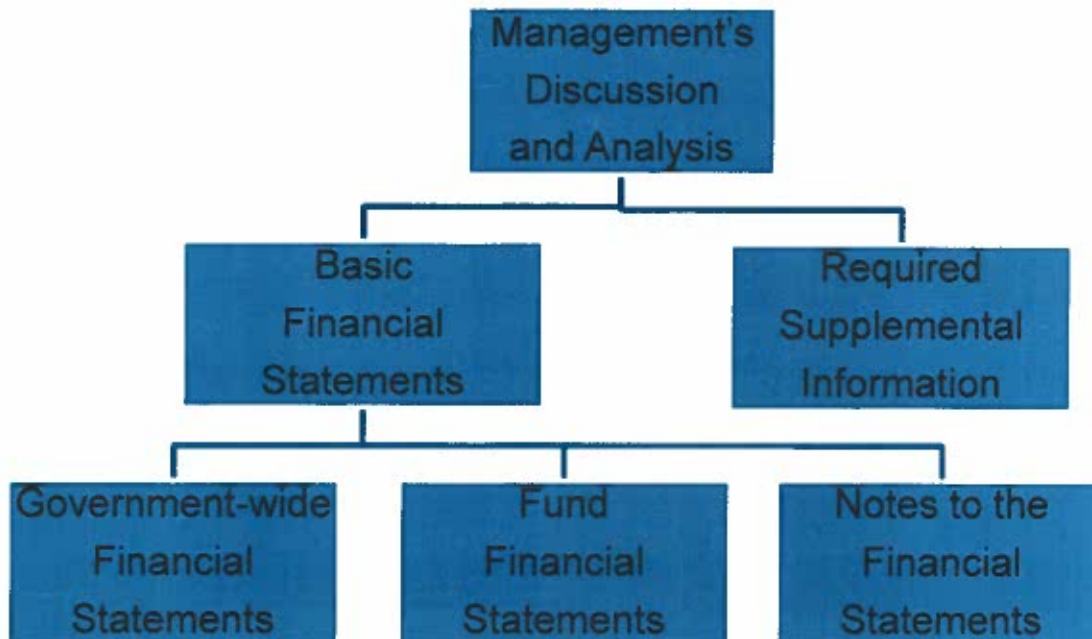 Management's
Discussion
and Analysis
Basic
Financial
Statements
Required
Supplemental
Information
Government-wide
Financial
Statements
Fund
Financial
Statements
Notes to the
Financial
Statements